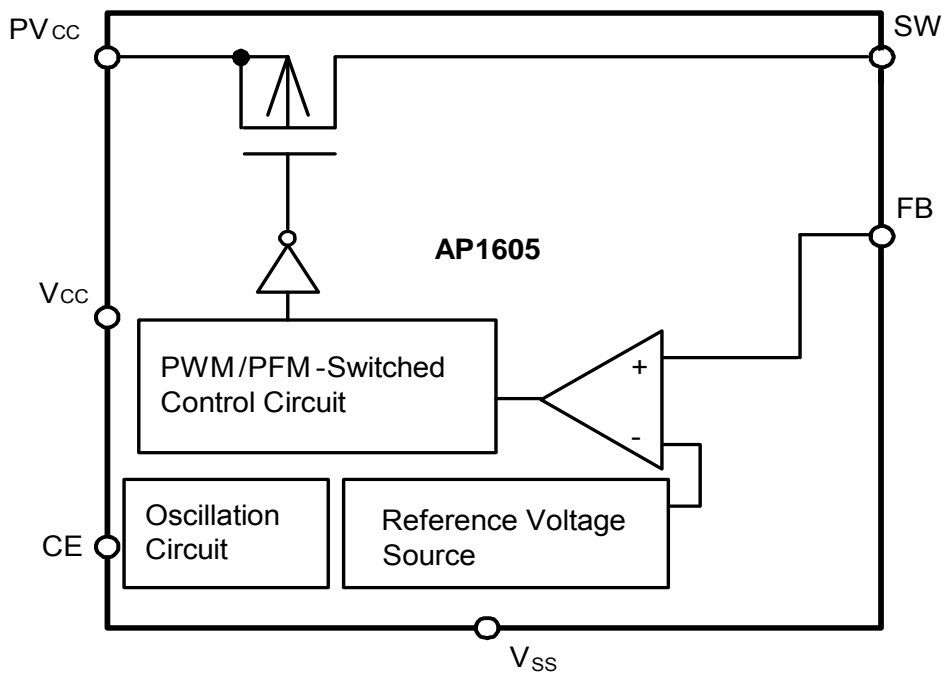 PVCC
SW
FB
AP1605
VCC
PWM/PFM-Switched
Control Circuit
+
-
Oscillation
Circuit
Reference Voltage
Source
CE
VSS